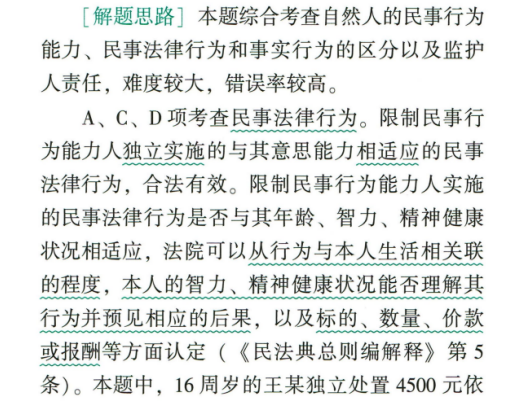 ［解题思路］ 本题综合考查自然人的民事行为
能力、民事法律行为和事实行为的区分以及监护
人责任，难度较大，错误率较高。
A、C、D 项考查民事法律行为。限制民事行
为能力人独立实施的与其意思能力相适应的民事
法律行为，合法有效。限制民事行为能力人实施
的民事法律行为是否与其年龄、智力、精神健康
状况相适应，法院可以从行为与本人生活相关联
的程度，本人的智力、精神健康状况能否理解其
行为并预见相应的后果，以及标的、数量、价款
或报酬等方面认定（《民法典总则编解释》第 5
条）。本题中，16 周岁的王某独立处置 4500 元依